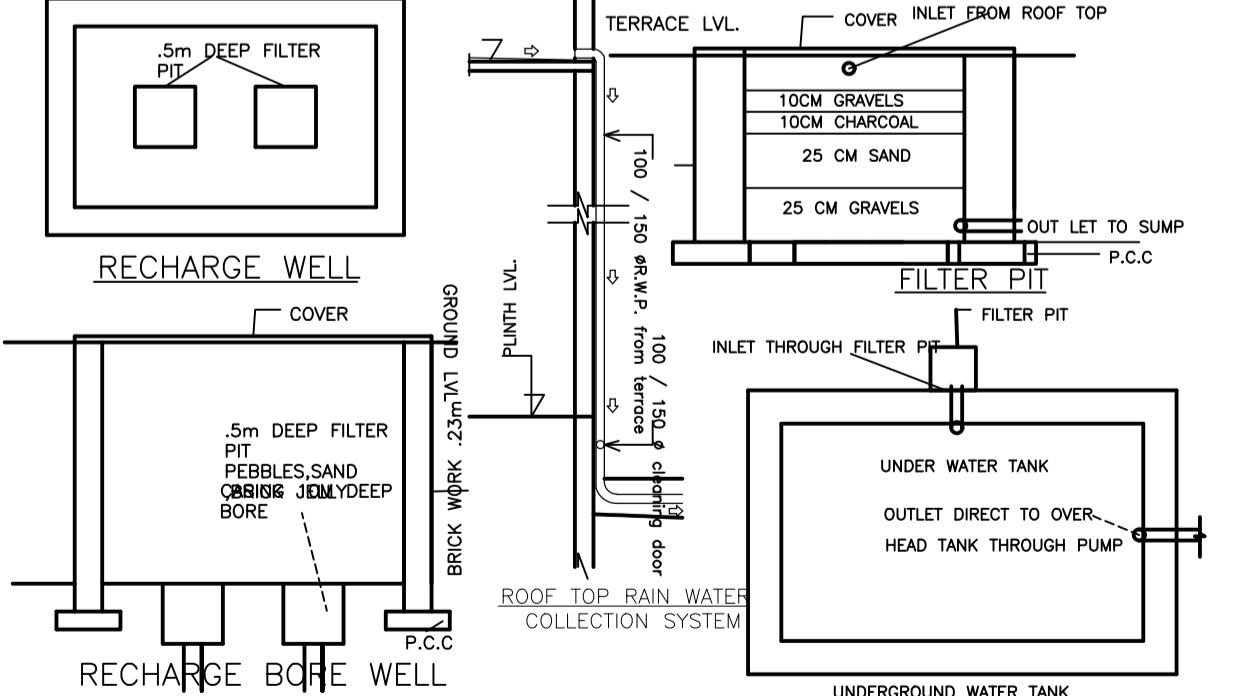 .5m DEEP FILTER
PIT
RECHARGE WELL
COVER
GROUND LVL
BRICK WORK .23m
.5m DEEP FILTER
PIT
PEBBLES,SAND
DEEP
BORE
P.C.C
RECHARGE BORE WELL
TERRACE LVL.
100 / 150 øR.W.P. from terrace
PLINTH LVL.
100 / 150 ø cleaning door
ROOF TOP RAIN WATER
COLLECTION SYSTEM
COVER
INLET FROM ROOF TOP
10CM GRAVELS
10CM CHARCOAL
25 CM SAND
25 CM GRAVELS
OUT LET TO SUMP
P.C.C
FILTER PIT
FILTER PIT
INLET THROUGH FILTER PIT
UNDER WATER TANK
OUTLET DIRECT TO OVER
HEAD TANK THROUGH PUMP
UNDERGROUND WATER TANK